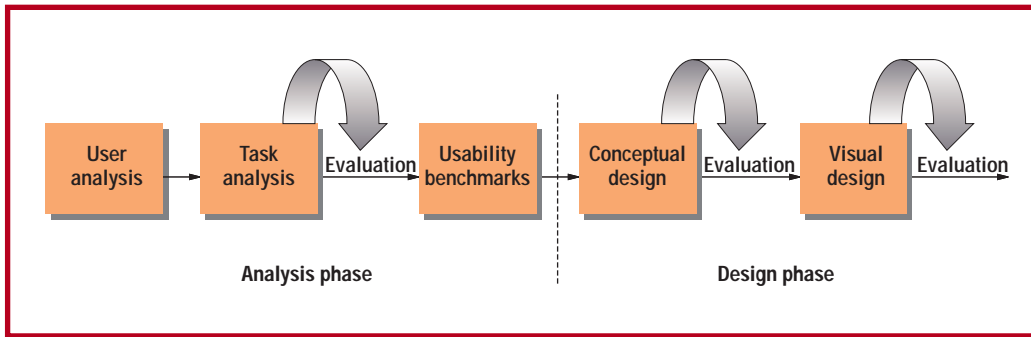 User
analysis
Task
analysis
Evaluation
Usability
benchmarks
Conceptual
design
Evaluation
Visual
design
Evaluation
Analysis phase
Design phase